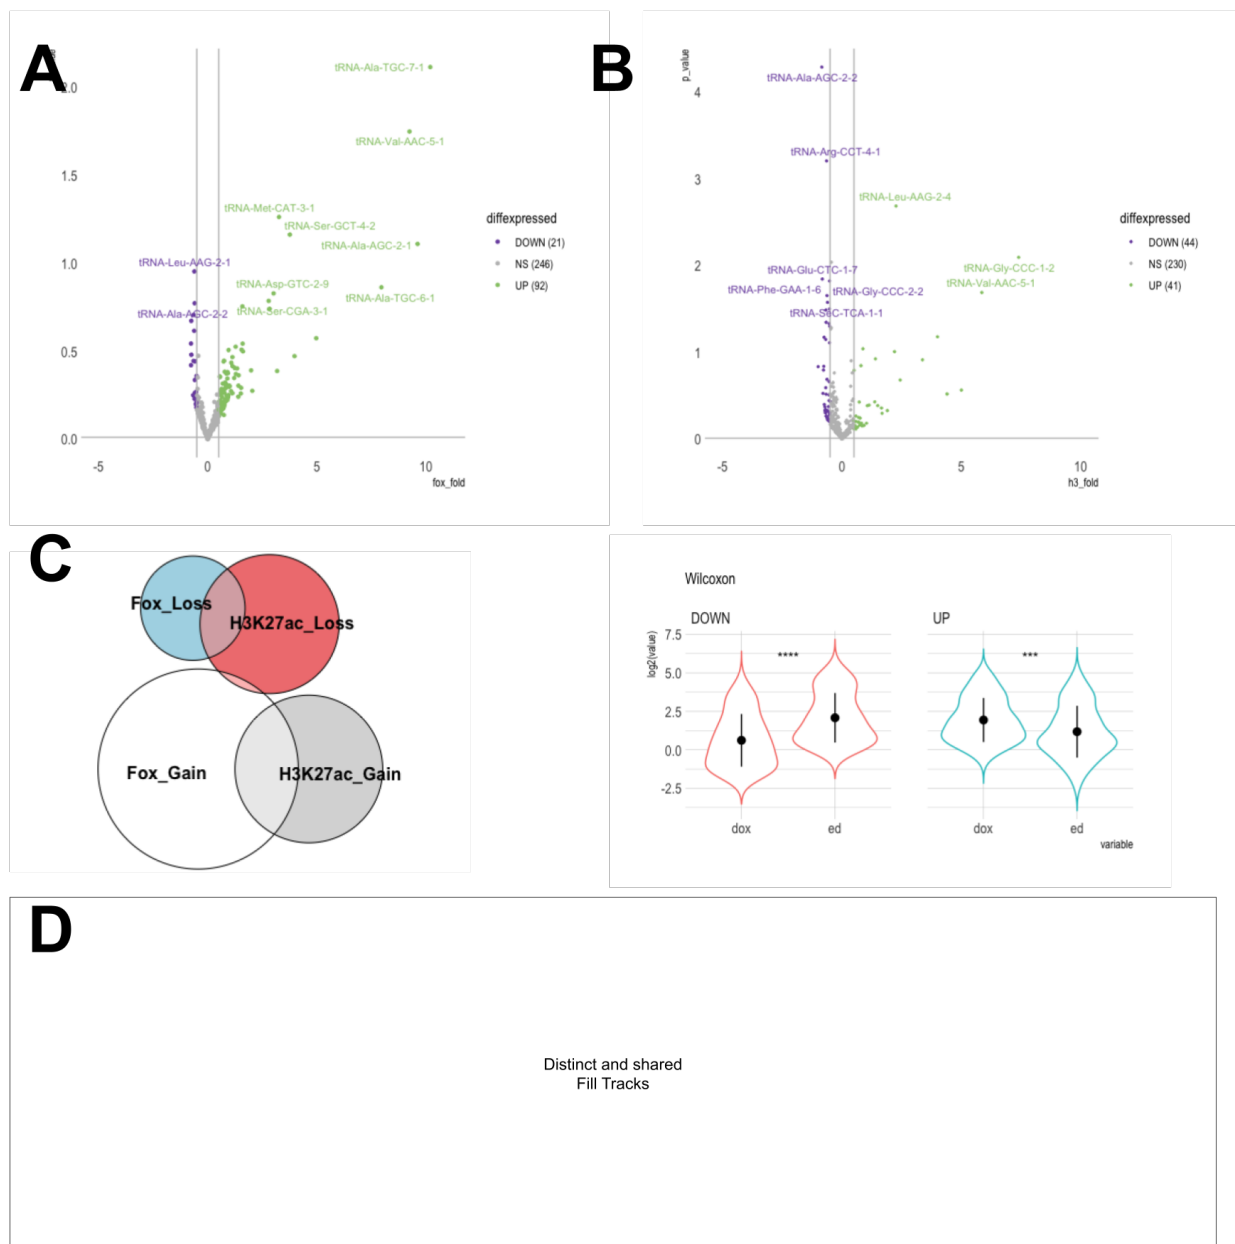 A
2.0
1.5
1.0
0.5
0.0
-5
0
5
10
fox_fold
tRNA-Ala-TGC-7-1
tRNA-Val-AAC-5-1
tRNA-Met-CAT-3-1
tRNA-Ser-GCT-4-2
tRNA-Ala-AGC-2-1
tRNA-Leu-AAG-2-1
tRNA-Asp-GTC-2-9
tRNA-Ala-TGC-6-1
tRNA-Ala-AGC-2-2
tRNA-Ser-CGA-3-1
diffexpressed
DOWN (21)
NS (246)
UP (92)
B
p_value
4
3
2
1
0
-5
0
5
10
h3_fold
tRNA-Ala-AGC-2-2
tRNA-Arg-CCT-4-1
tRNA-Leu-AAG-2-4
tRNA-Glu-CTC-1-7
tRNA-Gly-CCC-1-2
tRNA-Phe-GAA-1-6
tRNA-Gly-CCC-2-2
tRNA-Val-AAC-5-1
tRNA-SeC-TCA-1-1
diffexpressed
DOWN (44)
NS (230)
UP (41)
C
Fox_Loss
H3K27ac_Loss
Fox_Gain
H3K27ac_Gain
Wilcoxon
DOWN
UP
log2(value)
7.5
5.0
2.5
0.0
-2.5
****
***
dox
ed
dox
ed
variable
D
Distinct and shared
Fill Tracks